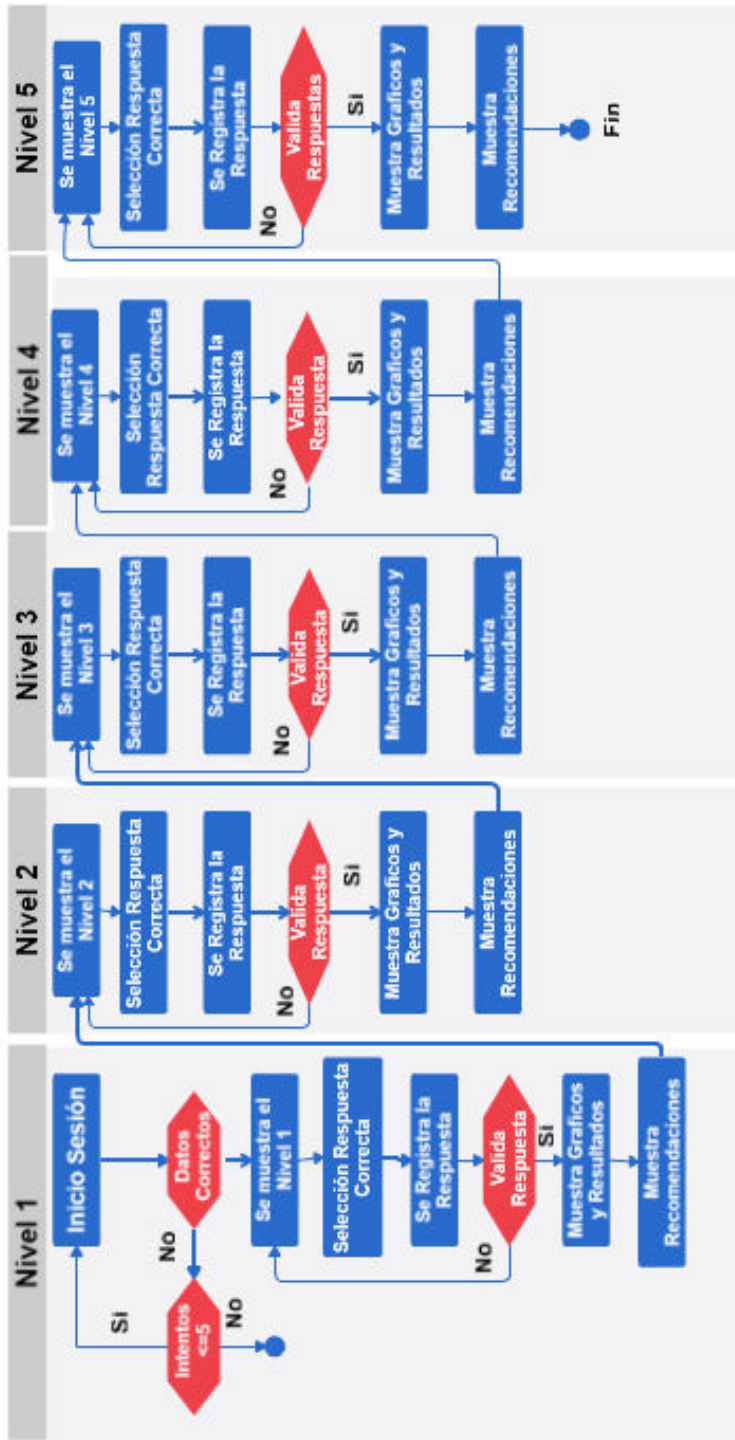 Nivel 1
Inicio Sesión
Datos
Correctos
No
Intentos
<=5
Si
No
Se muestra el
Nivel 1
Selección Respuesta
Correcta
Se Registra la
Respuesta
Valida
Respuesta
No
Si
Muestra Graficos
y Resultados
Muestra
Recomendaciones
Nivel 2
Se muestra el
Nivel 2
Selección Respuesta
Correcta
Se Registra la
Respuesta
Valida
Respuesta
No
Si
Muestra Graficos y
Resultados
Muestra
Recomendaciones
Nivel 3
Se muestra el
Nivel 3
Selección Respuesta
Correcta
Se Registra la
Respuesta
Valida
Respuesta
No
Si
Muestra Graficos y
Resultados
Muestra
Recomendaciones
Nivel 4
Se muestra el
Nivel 4
Selección
Respuesta Correcta
Se Registra la
Respuesta
Valida
Respuesta
No
Si
Muestra Graficos y
Resultados
Muestra
Recomendaciones
Nivel 5
Se muestra el
Nivel 5
Selección Respuesta
Correcta
Se Registra la
Respuesta
Valida
Respuestas
No
Si
Muestra Graficos y
Resultados
Muestra
Recomendaciones
Fin